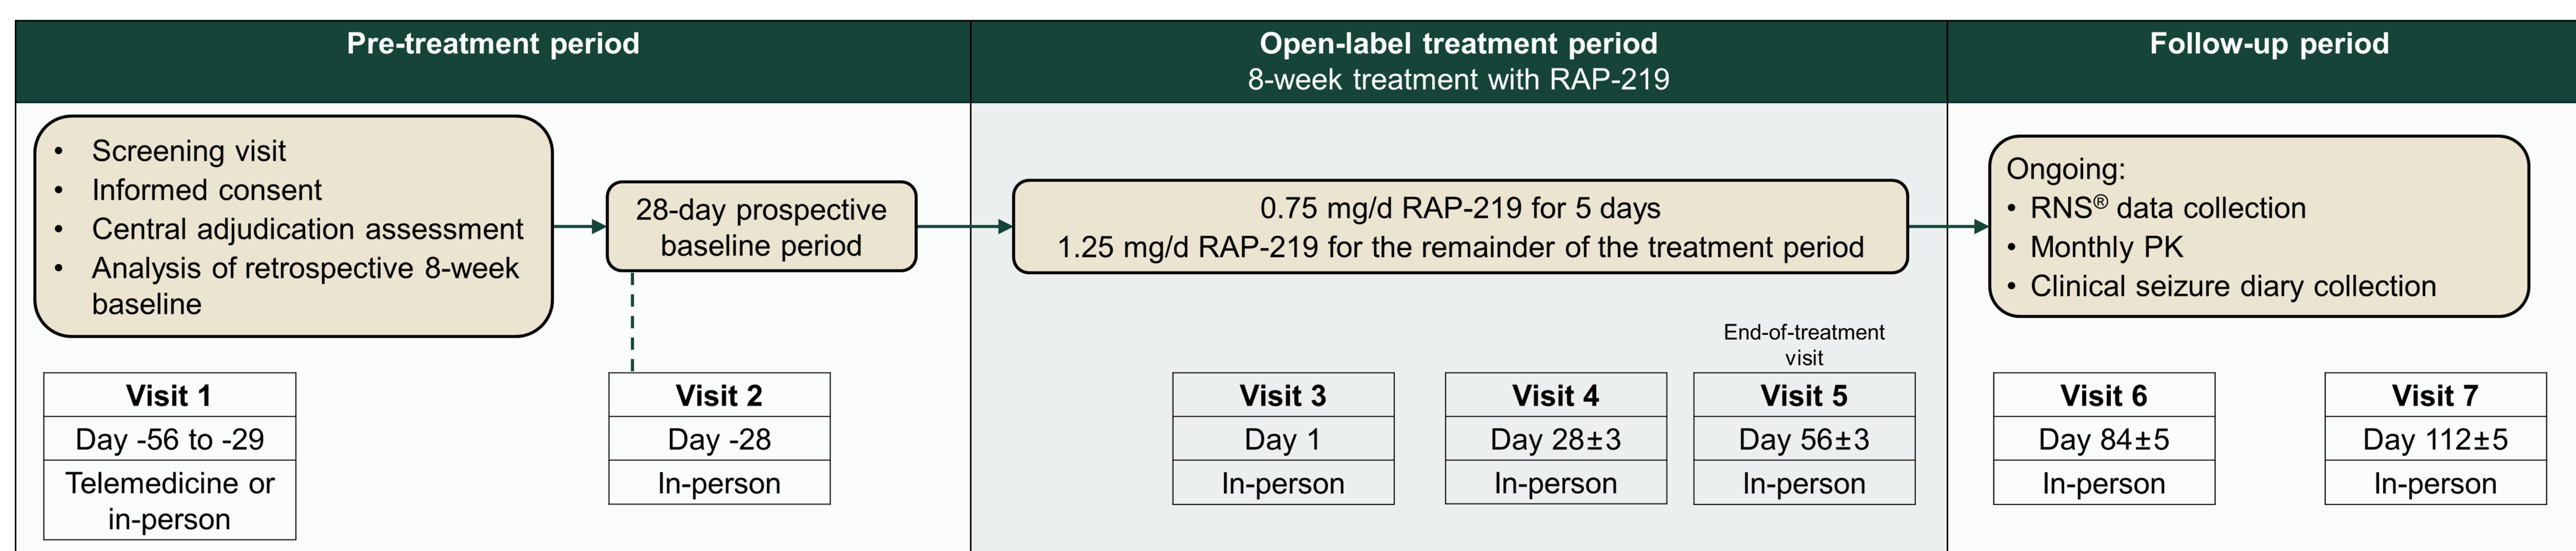 Pre-treatment period
Open-label treatment period
8-week treatment with RAP-219
Follow-up period
• Screening visit
• Informed consent
• Central adjudication assessment
• Analysis of retrospective 8-week
baseline
28-day prospective
baseline period
0.75 mg/d RAP-219 for 5 days
1.25 mg/d RAP-219 for the remainder of the treatment period
Ongoing:
• RNS® data collection
• Monthly PK
• Clinical seizure diary collection
Visit 1
Day -56 to -29
Telemedicine or
in-person
Visit 2
Day -28
In-person
Visit 3
Day 1
In-person
Visit 4
Day 28±3
In-person
End-of-treatment
visit
Visit 5
Day 56±3
In-person
Visit 6
Day 84±5
In-person
Visit 7
Day 112±5
In-person